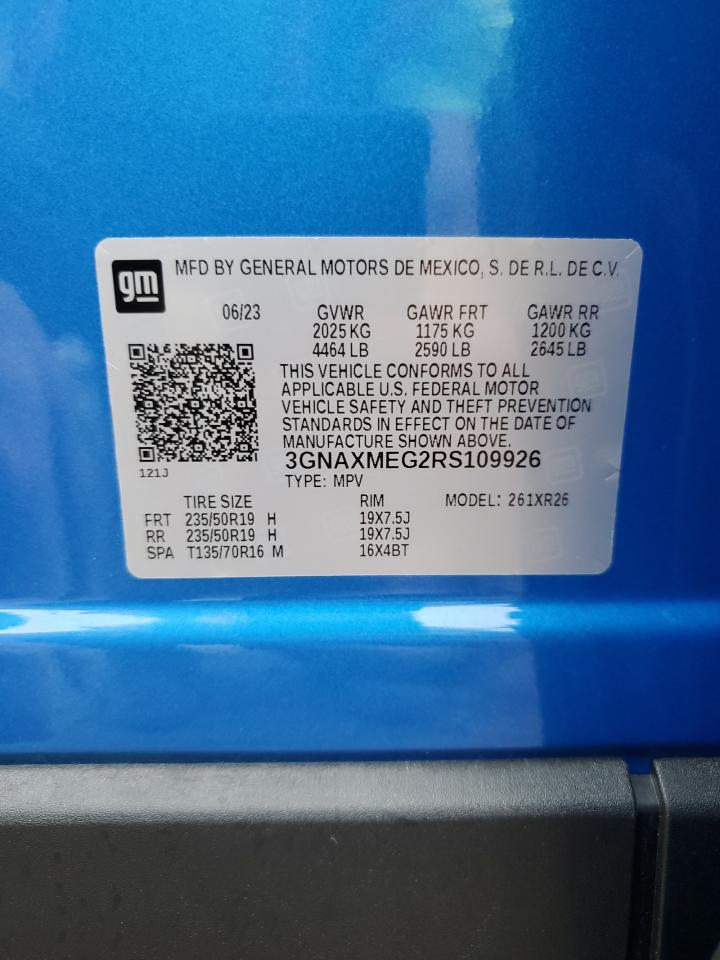 gm
MFD BY GENERAL MOTORS DE MEXICO, S. DE R.L. DE C.V.
06/23 GVWR GAWR FRT GAWR RR
2025 KG 1175 KG 1200 KG
4464 LB 2590 LB 2645 LB
THIS VEHICLE CONFORMS TO ALL
APPLICABLE U.S. FEDERAL MOTOR
VEHICLE SAFETY AND THEFT PREVENTION
STANDARDS IN EFFECT ON THE DATE OF
MANUFACTURE SHOWN ABOVE.
121J
3GNAXMEG2RS109926
TYPE: MPV
TIRE SIZE RIM MODEL: 261XR26
FRT 235/50R19 H 19X7.5J
RR 235/50R19 H 19X7.5J
SPA T135/70R16 M 16X4BT